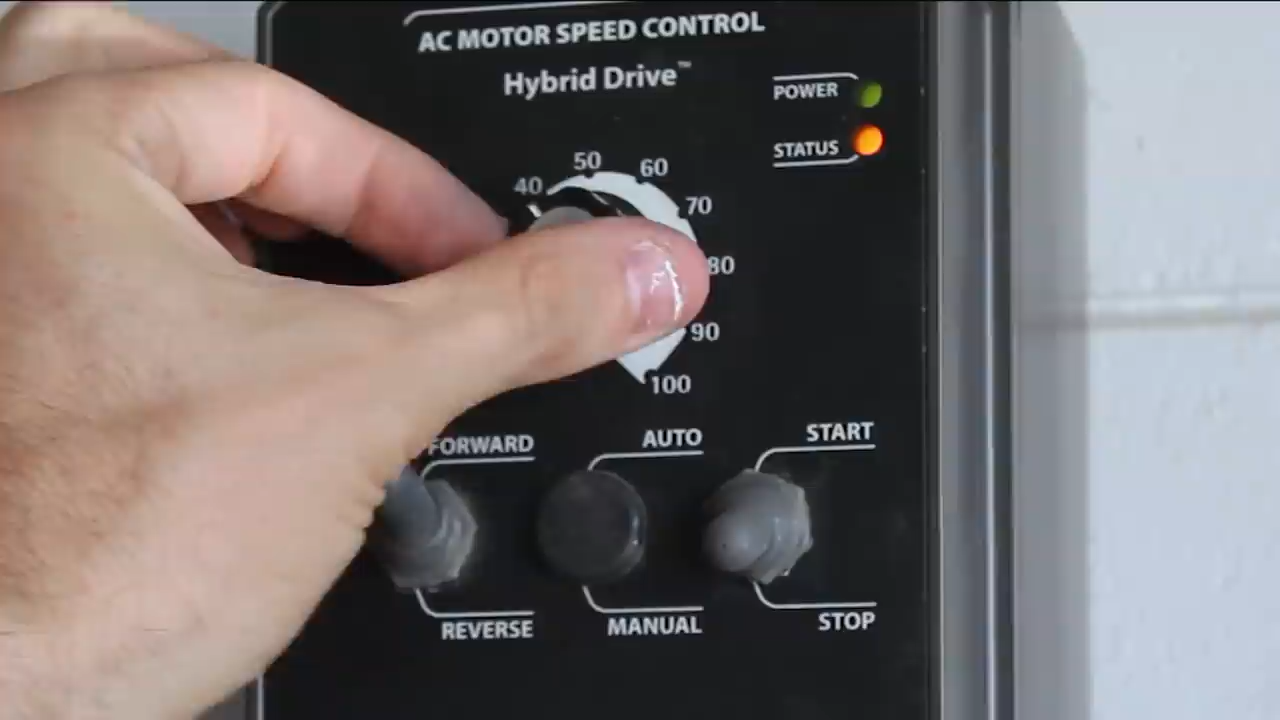 AC MOTOR SPEED CONTROL
Hybrid Drive™
POWER
STATUS
40
50
60
70
80
90
100
FORWARD
AUTO
START
REVERSE
MANUAL
STOP